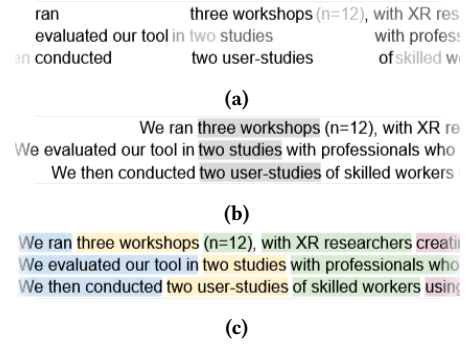 ran three workshops (n=12), with XR res
evaluated our tool in two studies with profess
en conducted two user-studies of skilled w
(a)
We ran three workshops (n=12), with XR re
We evaluated our tool in two studies with professionals who
We then conducted two user-studies of skilled workers
(b)
We ran three workshops (n=12), with XR researchers creati
We evaluated our tool in two studies with professionals who
We then conducted two user-studies of skilled workers using
(c)